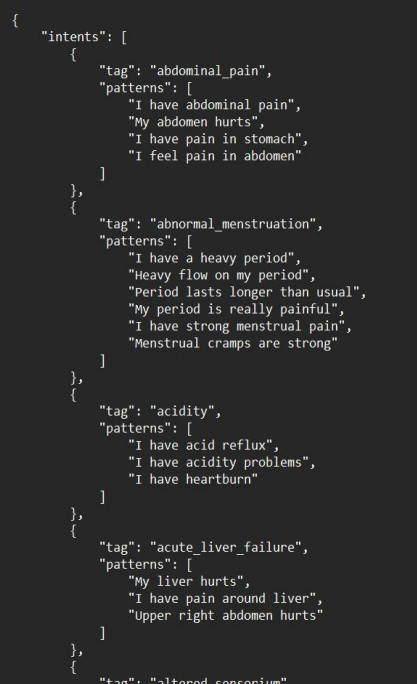 {
    "intents": [
        {
            "tag": "abdominal_pain",
            "patterns": [
                "I have abdominal pain",
                "My abdomen hurts",
                "I have pain in stomach",
                "I feel pain in abdomen"
            ]
        },
        {
            "tag": "abnormal_menstruation",
            "patterns": [
                "I have a heavy period",
                "Heavy flow on my period",
                "Period lasts longer than usual",
                "My period is really painful",
                "I have strong menstrual pain",
                "Menstrual cramps are strong"
            ]
        },
        {
            "tag": "acidity",
            "patterns": [
                "I have acid reflux",
                "I have acidity problems",
                "I have heartburn"
            ]
        },
        {
            "tag": "acute_liver_failure",
            "patterns": [
                "My liver hurts",
                "I have pain around liver",
                "Upper right abdomen hurts"
            ]
        },
        {
            "tag": "altered_sensorium"